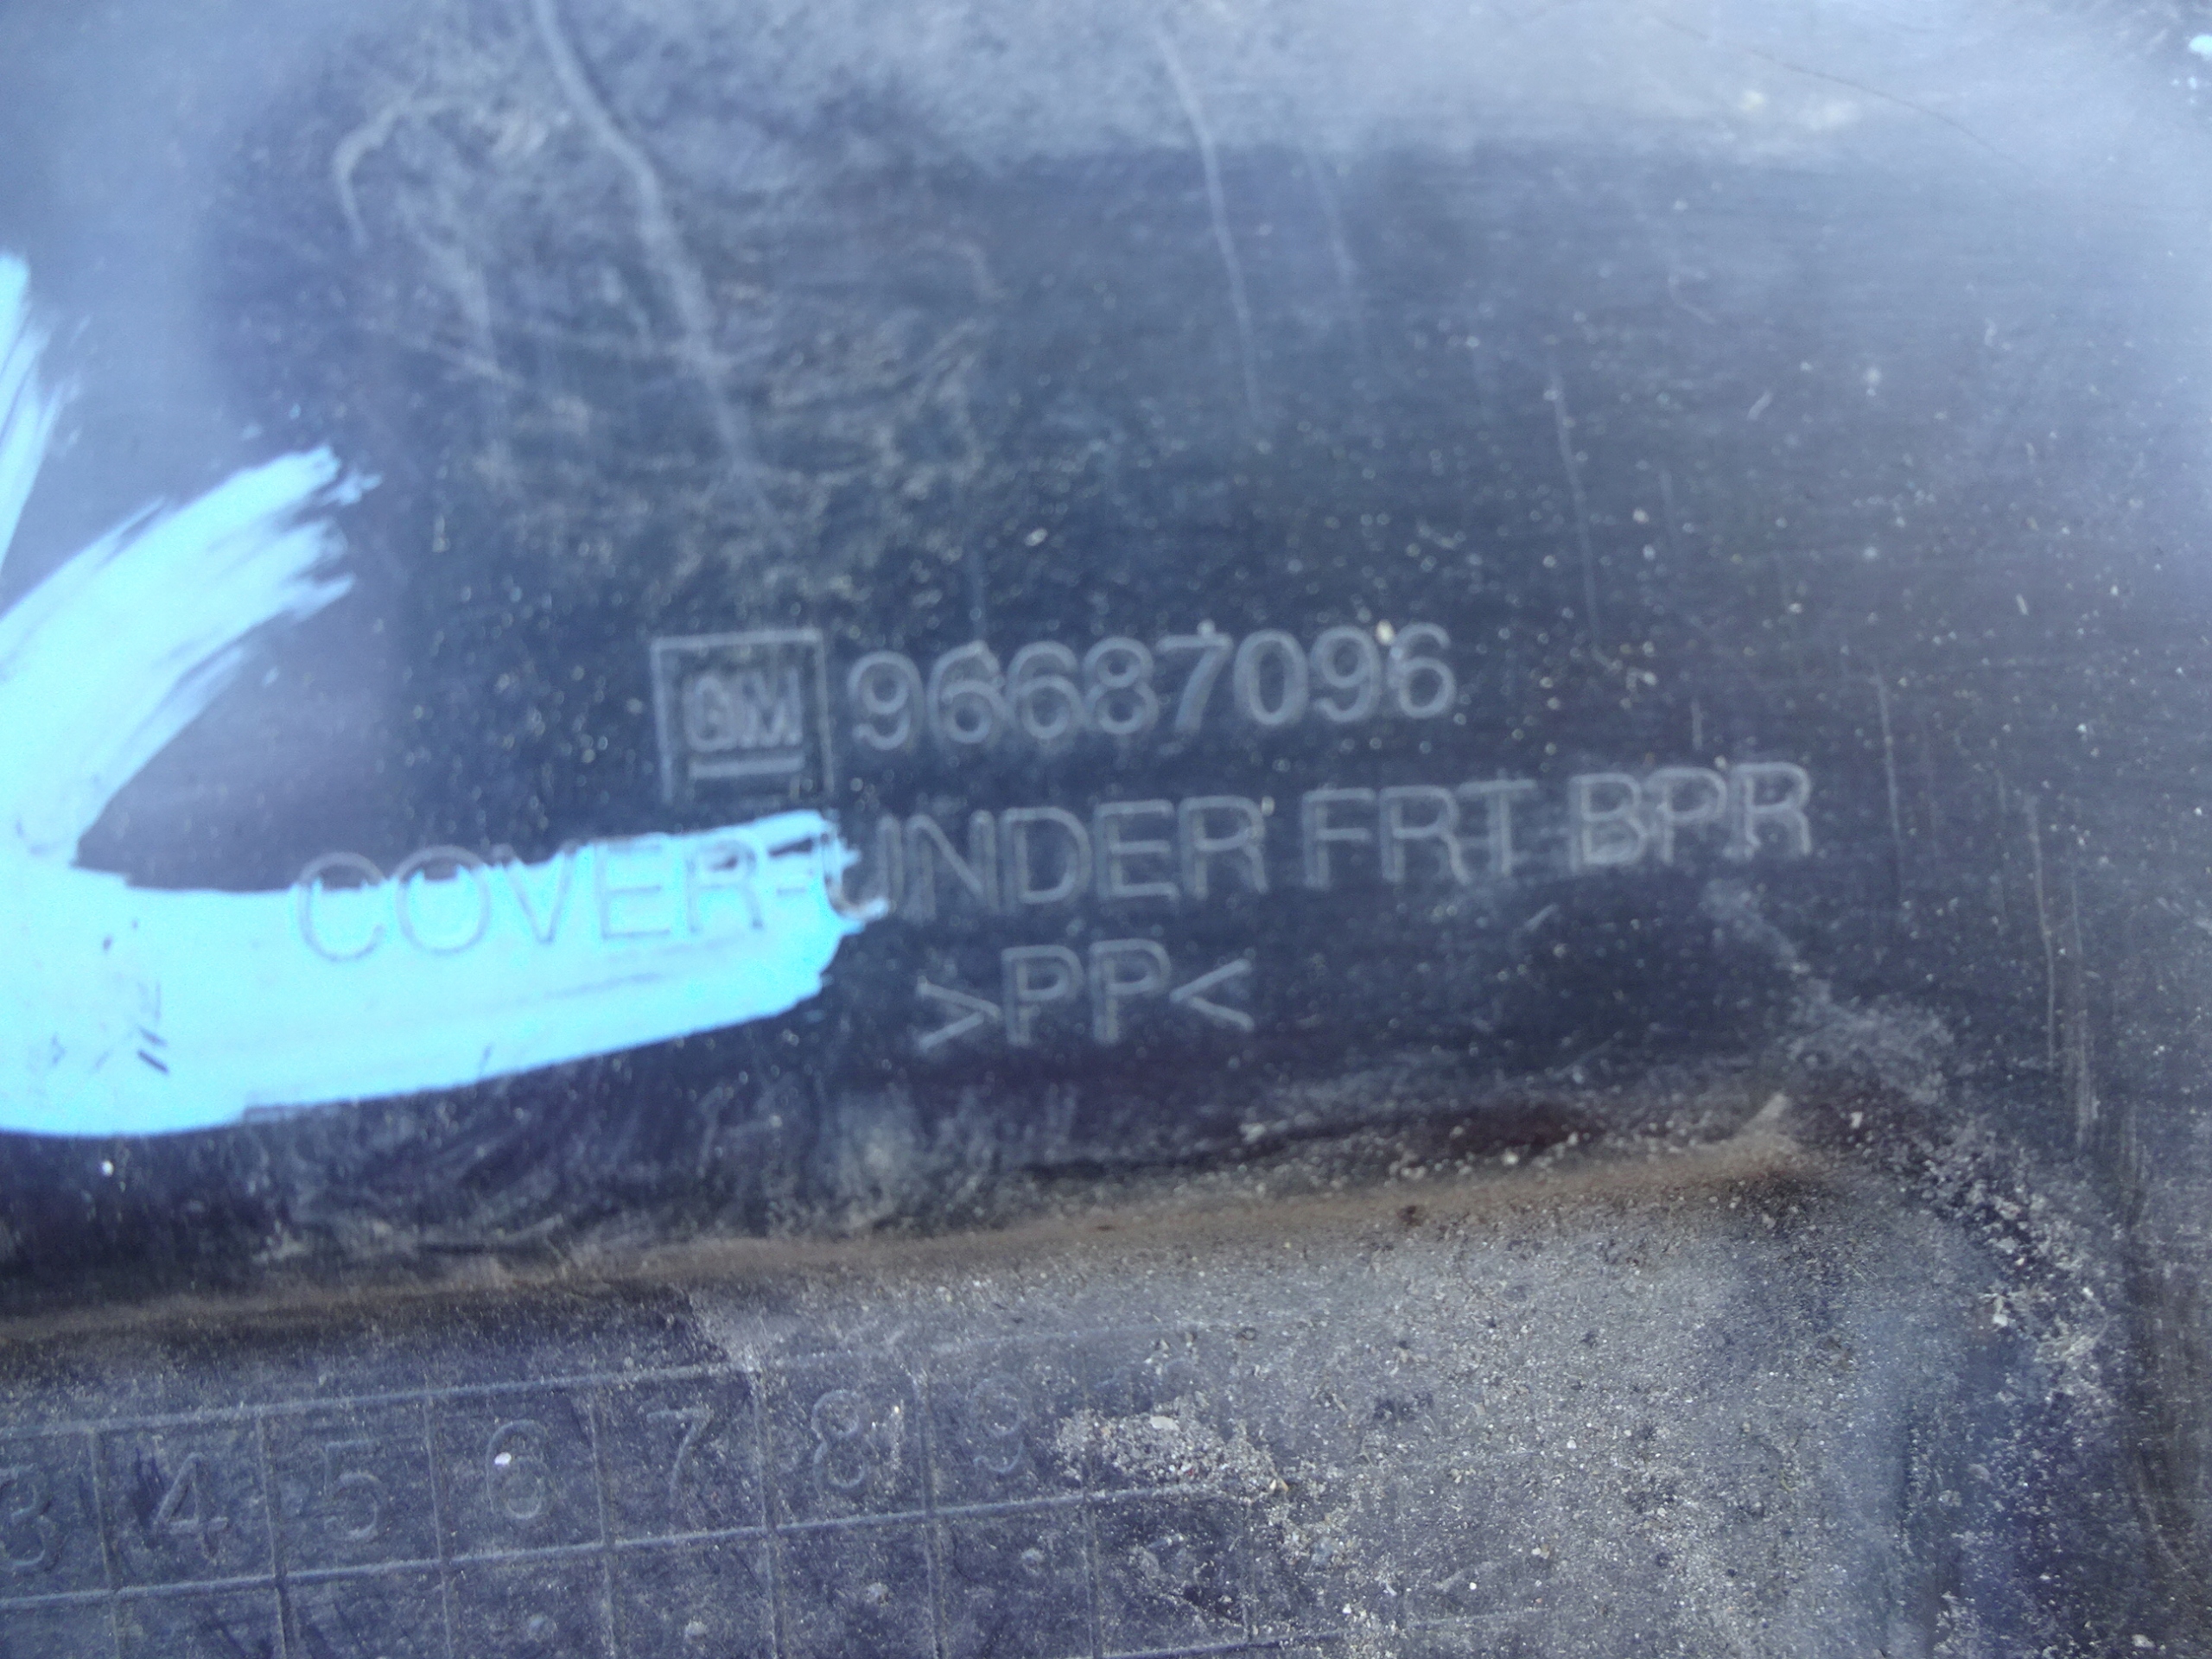 GM 96687096
COVER-UNDER FRT BPR
>PP<
3 4 5 6 7 8 9